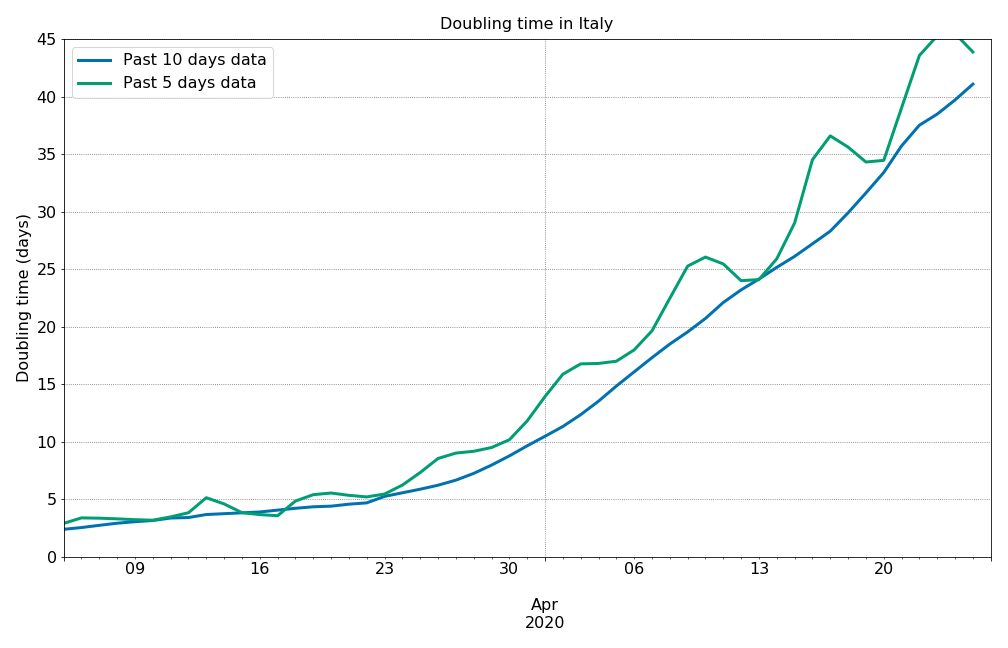 Doubling time in Italy
Past 10 days data
Past 5 days data
Doubling time (days)
45
40
35
30
25
20
15
10
5
0
09 16 23 30 06 13 20
Apr
2020